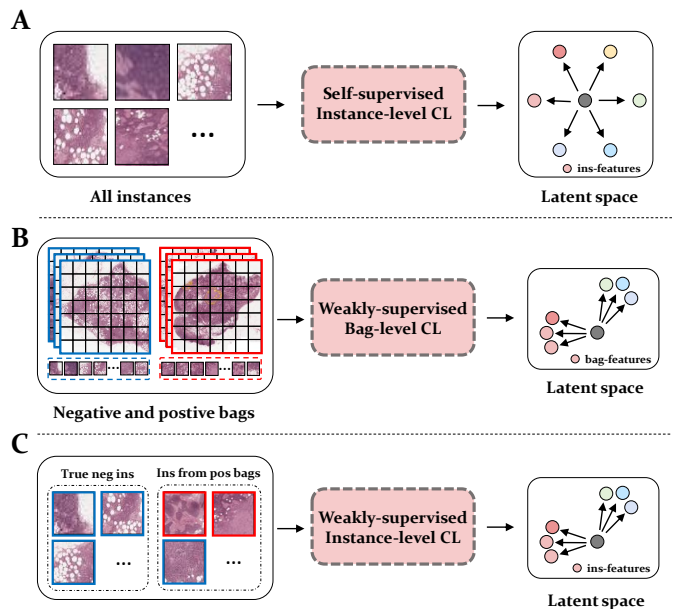 A
Self-supervised
Instance-level CL
...
ins-features
All instances
Latent space
B
Weakly-supervised
Bag-level CL
...
...
bag-features
Negative and postive bags
Latent space
C
True neg ins
Ins from pos bags
Weakly-supervised
Instance-level CL
...
...
ins-features
Latent space